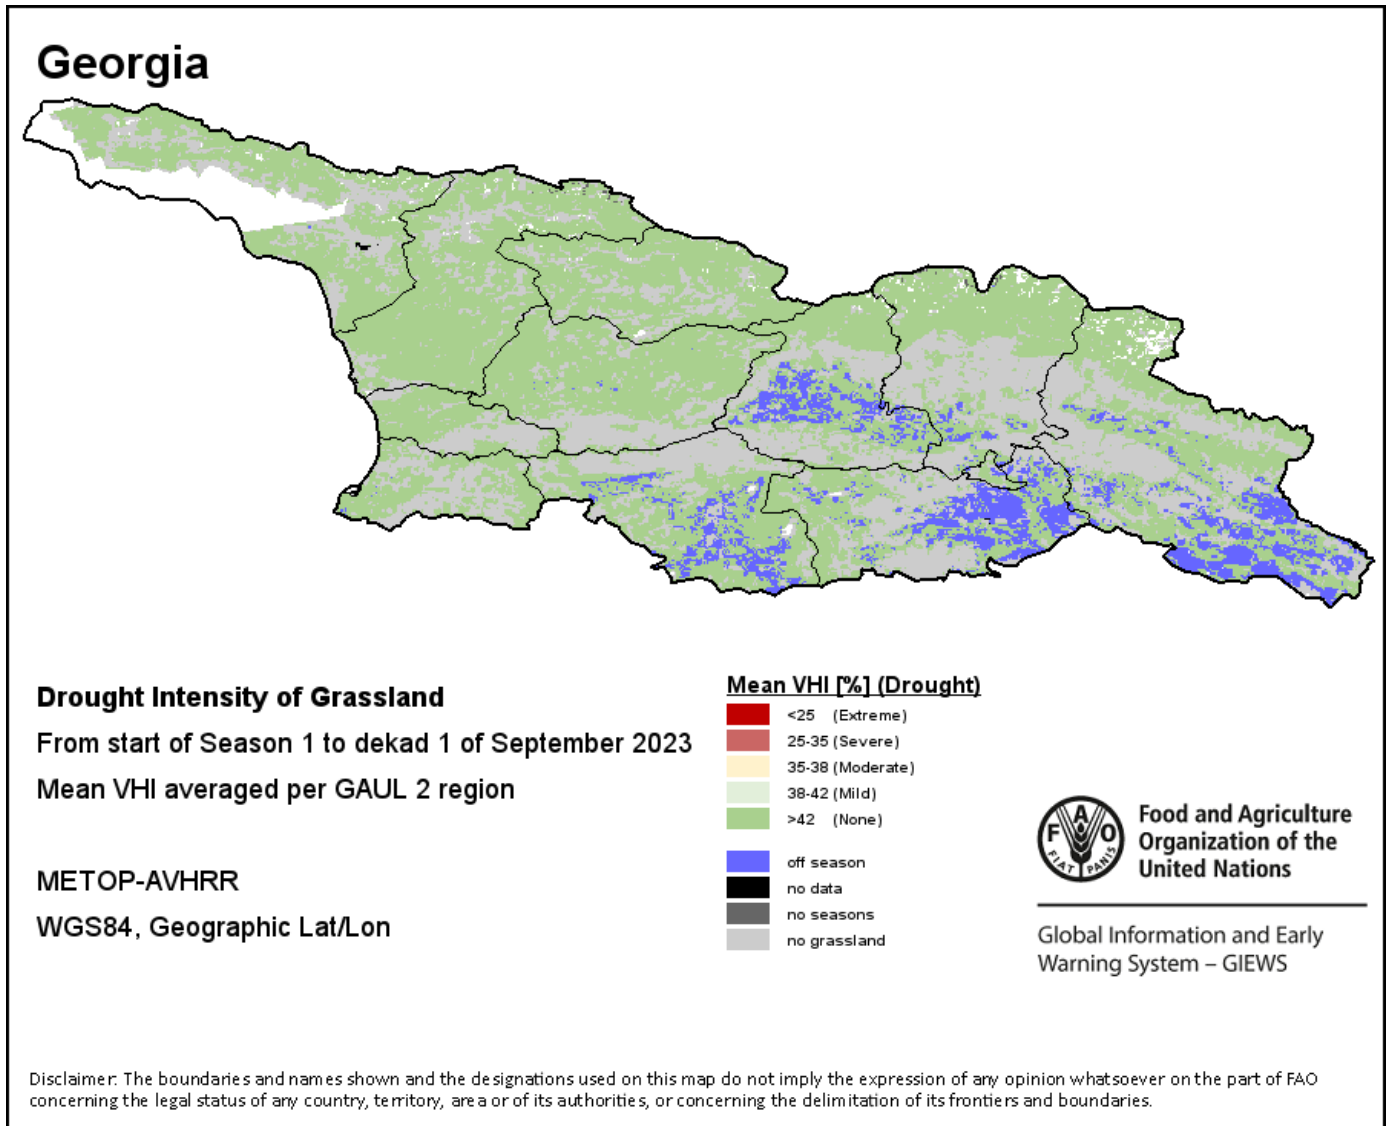 Georgia
Drought Intensity of Grassland
From start of Season 1 to dekad 1 of September 2023
Mean VHI averaged per GAUL 2 region
METOP-AVHRR
WGS84, Geographic Lat/Lon
Mean VHI [%] (Drought)
<25 (Extreme)
25-35 (Severe)
35-38 (Moderate)
38-42 (Mild)
>42 (None)
off season
no data
no seasons
no grassland
F A O
FIAT PANIS
Food and Agriculture
Organization of the
United Nations
Global Information and Early
Warning System – GIEWS
Disclaimer: The boundaries and names shown and the designations used on this map do not imply the expression of any opinion whatsoever on the part of FAO
concerning the legal status of any country, territory, area or of its authorities, or concerning the delimitation of its frontiers and boundaries.